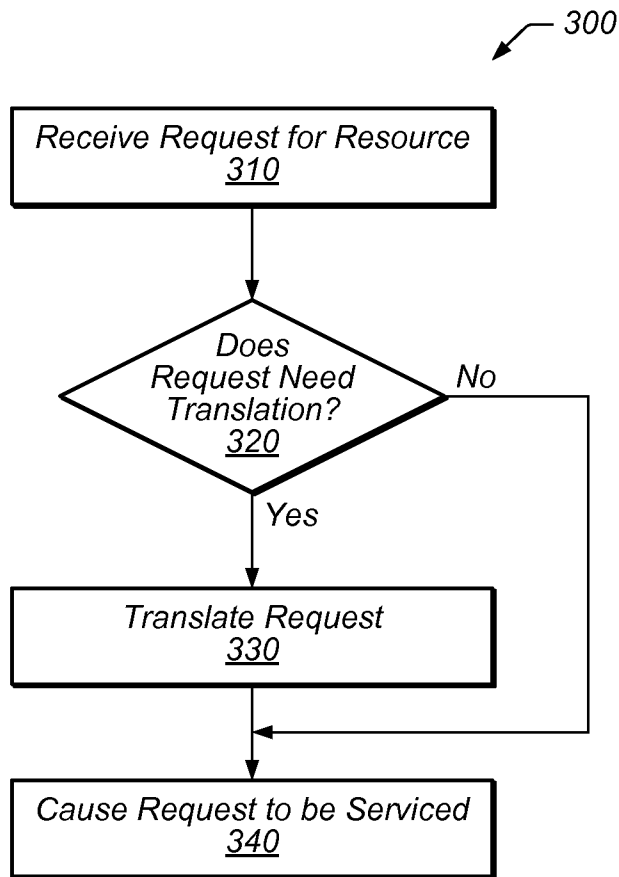 300
Receive Request for Resource
310
Does
Request Need
Translation?
320
No
Yes
Translate Request
330
Cause Request to be Serviced
340